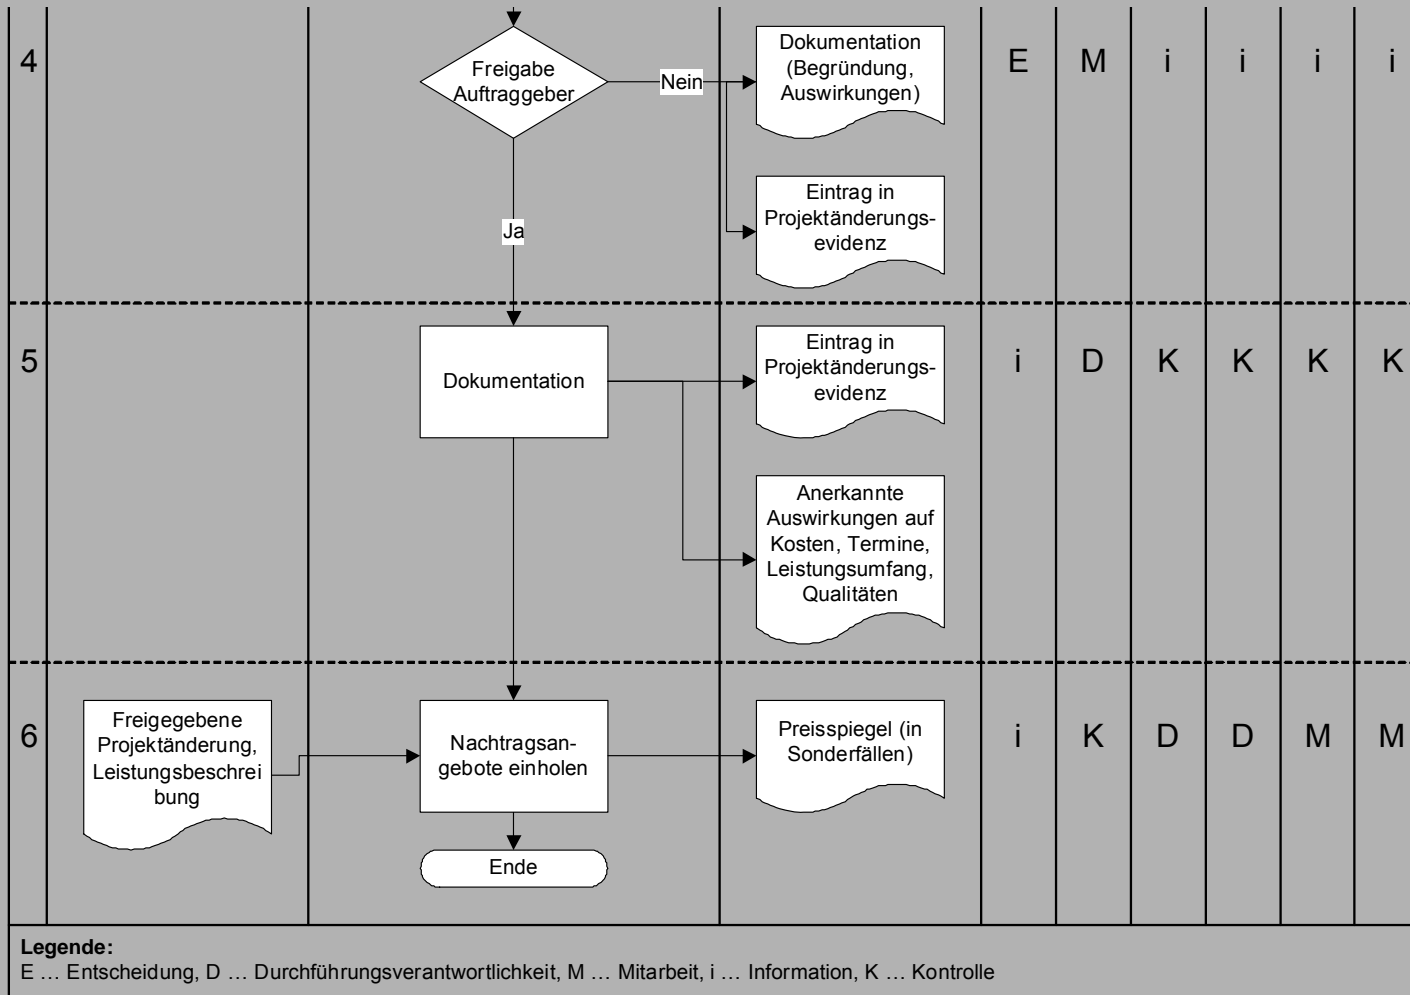 4
Freigabe
Auftraggeber
Nein
Dokumentation
(Begründung,
Auswirkungen)
E M i i i i
Eintrag in
Projektänderungs-
evidenz
Ja
5
Dokumentation
Eintrag in
Projektänderungs-
evidenz
i D K K K K
Anerkannte
Auswirkungen auf
Kosten, Termine,
Leistungsumfang,
Qualitäten
6
Freigegebene
Projektänderung,
Leistungsbeschrei
bung
Nachtragsan-
gebote einholen
Preisspiegel (in
Sonderfällen)
i K D D M M
Ende
Legende:
E … Entscheidung, D … Durchführungsverantwortlichkeit, M … Mitarbeit, i … Information, K … Kontrolle